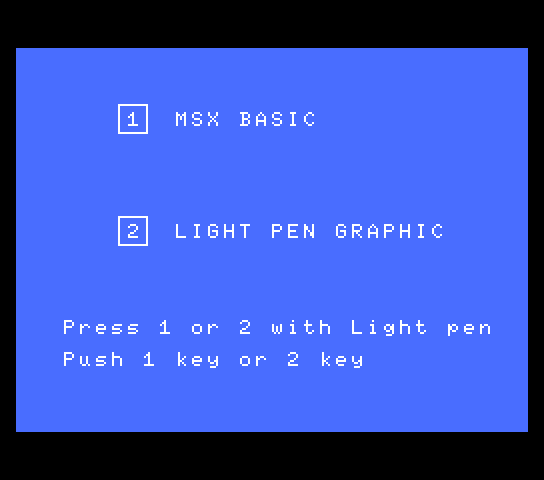 1 MSX BASIC
2 LIGHT PEN GRAPHIC
Press 1 or 2 with Light pen
Push 1 key or 2 key